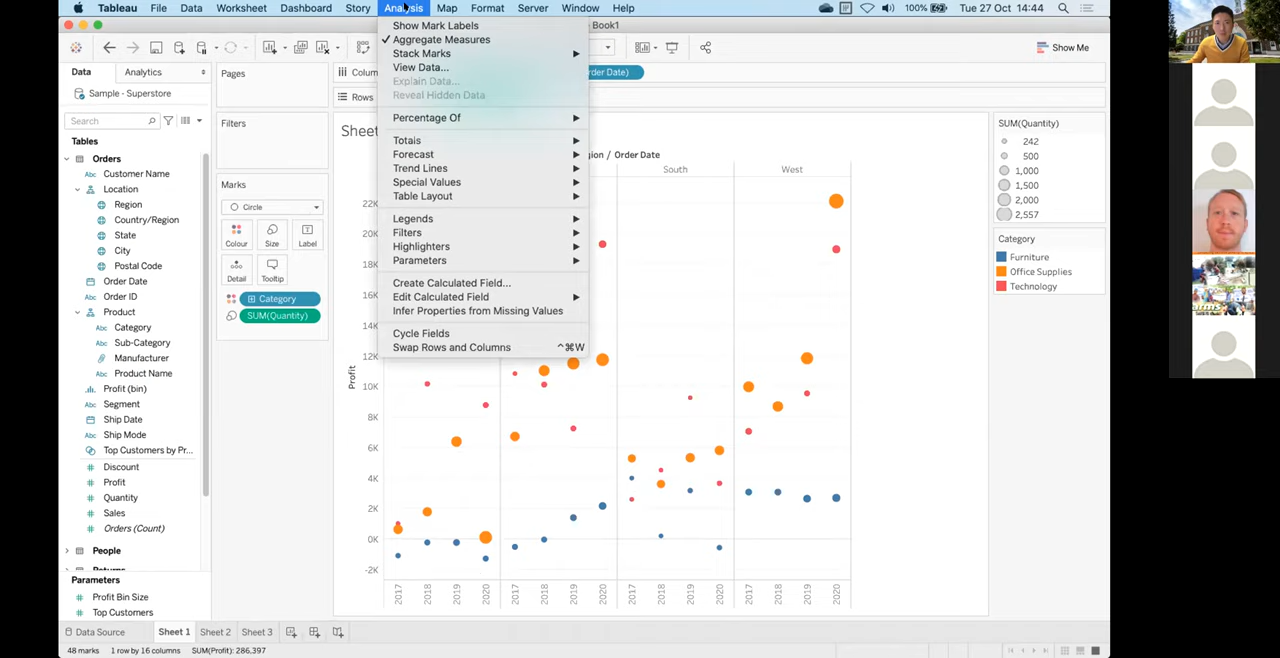 Tableau File Data Worksheet Dashboard Story Analysis Map Format Server Window Help 100% Tue 27 Oct 14:44
Book1
Show Me
Data Analytics
Sample - Superstore
Search
Tables
Orders
Abc Customer Name
Location
Region
Country/Region
State
City
Postal Code
Order Date
Abc Order ID
Product
Abc Category
Abc Sub-Category
Manufacturer
Abc Product Name
Profit (bin)
Abc Segment
Ship Date
Abc Ship Mode
Top Customers by Pr...
# Discount
# Profit
# Quantity
# Sales
# Orders (Count)
People
Parameters
# Profit Bin Size
# Top Customers
Pages
Filters
Marks
Circle
Colour Size Label
Detail Tooltip
Category
SUM(Quantity)
Colum
Rows
Sheet
Show Mark Labels
✓ Aggregate Measures
Stack Marks
View Data...
Explain Data...
Reveal Hidden Data
Percentage Of
Totals
Forecast
Trend Lines
Special Values
Table Layout
Legends
Filters
Highlighters
Parameters
Create Calculated Field...
Edit Calculated Field
Infer Properties from Missing Values
Cycle Fields
Swap Rows and Columns ^⌘W
rder Date)
gion / Order Date
South West
22K
20K
18K
16K
14K
12K
10K
8K
6K
4K
2K
0K
-2K
Profit
2017 2018 2019 2020 2017 2018 2019 2020 2017 2018 2019 2020 2017 2018 2019 2020
SUM(Quantity)
242
500
1,000
1,500
2,000
2,557
Category
Furniture
Office Supplies
Technology
Data Source Sheet 1 Sheet 2 Sheet 3
48 marks 1 row by 16 columns SUM(Profit): 286,397